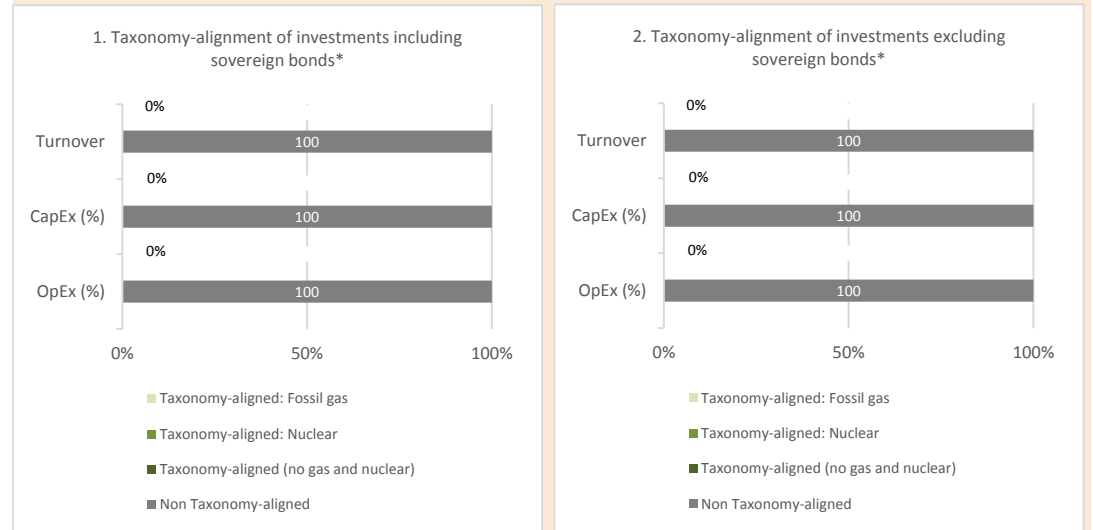 1. Taxonomy-alignment of investments including
sovereign bonds*
0%
Turnover
100
0%
CapEx (%)
100
0%
OpEx (%)
100
0%
50%
100%
Taxonomy-aligned: Fossil gas
Taxonomy-aligned: Nuclear
Taxonomy-aligned (no gas and nuclear)
Non Taxonomy-aligned
2. Taxonomy-alignment of investments excluding
sovereign bonds*
0%
Turnover
100
0%
CapEx (%)
100
0%
OpEx (%)
100
0%
50%
100%
Taxonomy-aligned: Fossil gas
Taxonomy-aligned: Nuclear
Taxonomy-aligned (no gas and nuclear)
Non Taxonomy-aligned